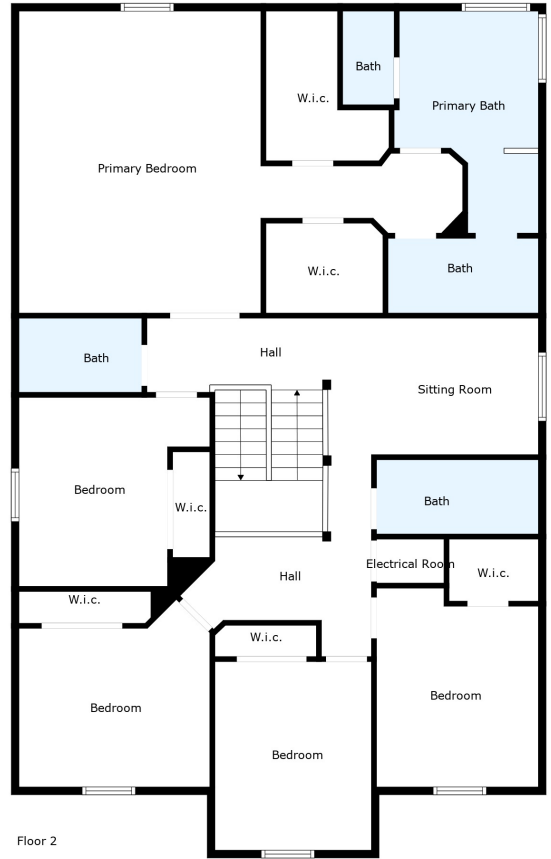 Bath
W.i.c.
Primary Bath
Primary Bedroom
Bath
W.i.c.
Hall
Bath
Sitting Room
Bedroom
Bath
W.i.c.
Electrical Room
W.i.c.
Hall
W.i.c.
W.i.c.
Bedroom
Bedroom
Bedroom
Floor 2